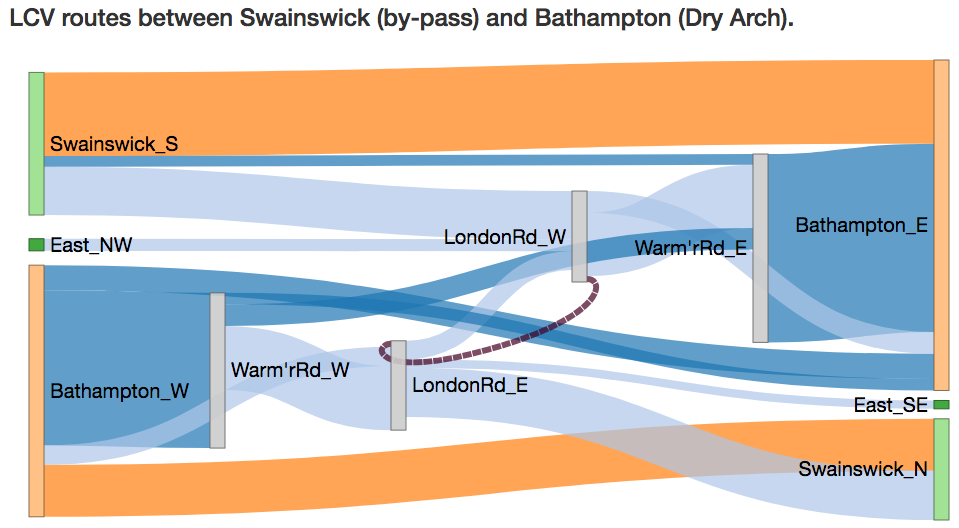 LCV routes between Swainswick (by-pass) and Bathampton (Dry Arch).
Swainswick_S
East_NW
LondonRd_W
Warm'rRd_E
Bathampton_E
Bathampton_W
Warm'rRd_W
LondonRd_E
East_SE
Swainswick_N